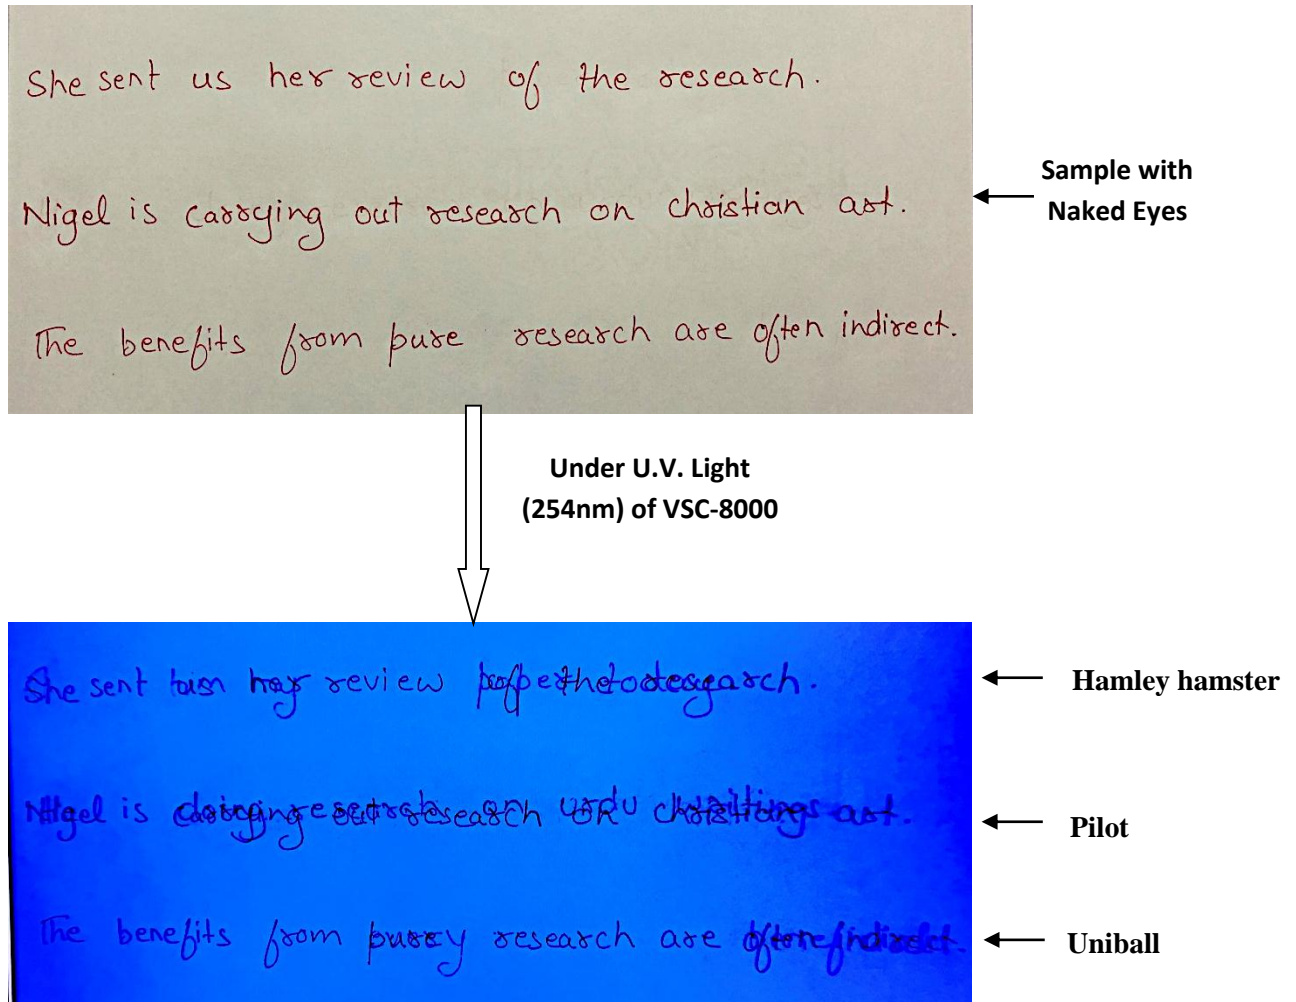 She sent us her review of the research.
Sample with
Naked Eyes
Nigel is carrying out research on christian art.
The benefits from pure research are often indirect.
Under U.V. Light
(254nm) of VSC-8000
She sent review
Hamley hamster
is research art.
Pilot
The benefits from research are
Uniball